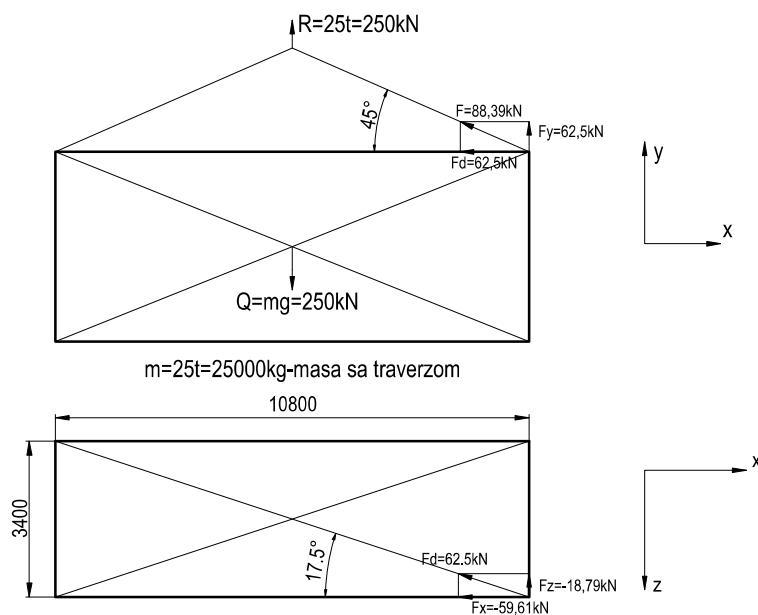 R=25t=250kN
45°
F=88,39kN
Fy=62,5kN
Fd=62,5kN
y
x
Q=mg=250kN
m=25t=25000kg-masa sa traverzom
10800
3400
17.5°
Fd=62.5kN
Fz=-18,79kN
Fx=-59,61kN
x
z